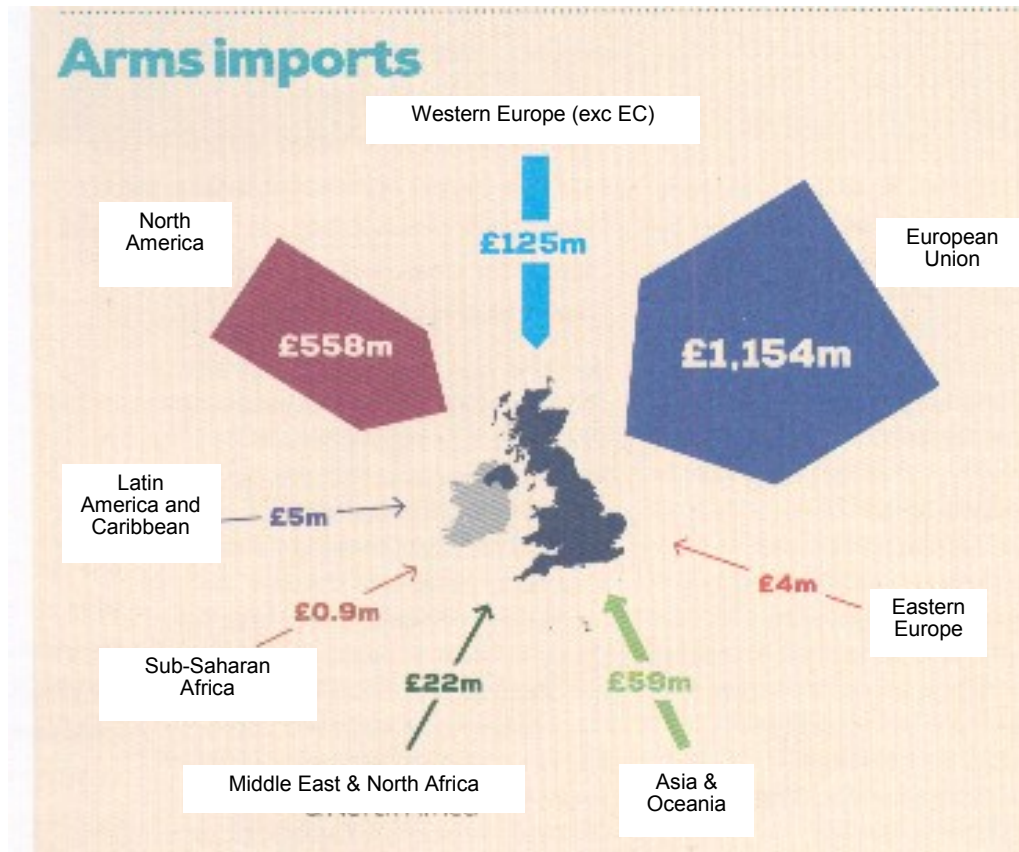 Arms imports
Western Europe (exc EC)
£125m
North
America
£558m
European
Union
£1,154m
Latin
America and
Caribbean
£5m
£0.9m
Sub-Saharan
Africa
£22m
Middle East & North Africa
£59m
Asia &
Oceania
£4m
Eastern
Europe